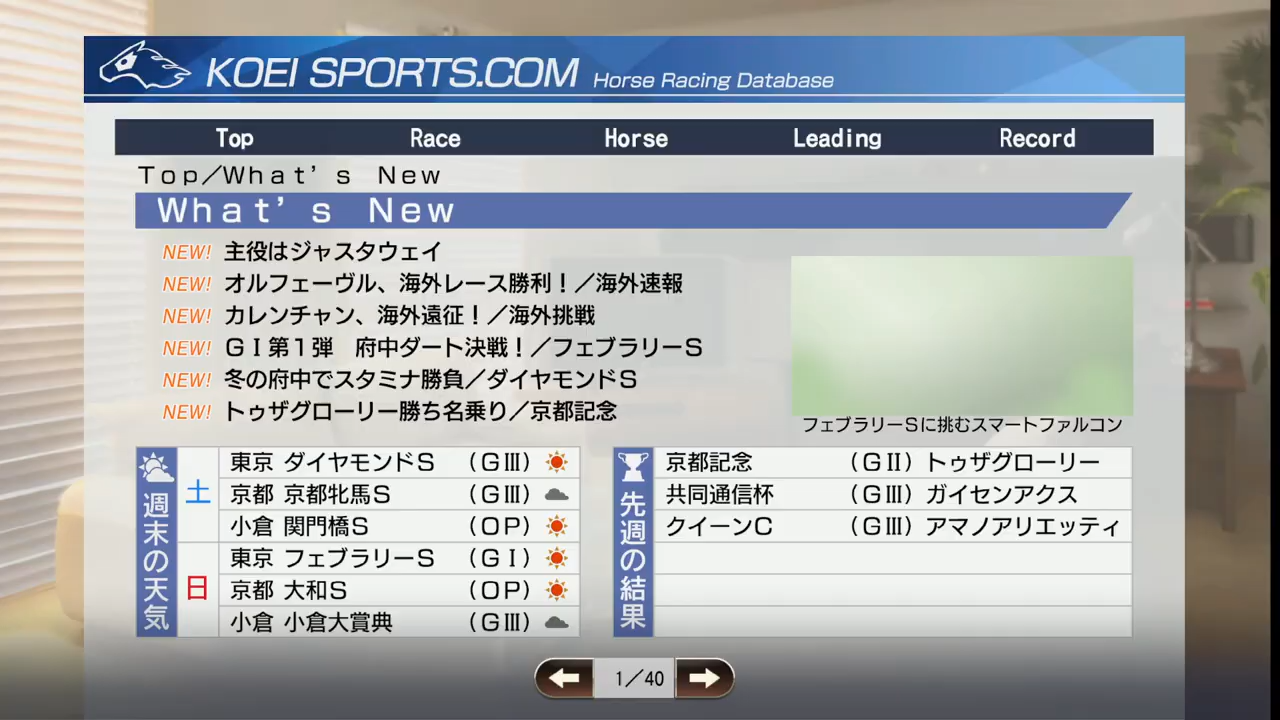 KOEI SPORTS.COM Horse Racing Database
Top Race Horse Leading Record
Top／What's New
What's New
NEW! 主役はジャスタウェイ
NEW! オルフェーヴル、海外レース勝利！／海外速報
NEW! カレンチャン、海外遠征！／海外挑戦
NEW! ＧⅠ第１弾　府中ダート決戦！／フェブラリーＳ
NEW! 冬の府中でスタミナ勝負／ダイヤモンドＳ
NEW! トゥザグローリー勝ち名乗り／京都記念
フェブラリーＳに挑むスマートファルコン
週末の天気
土
東京 ダイヤモンドＳ （ＧⅢ）
京都 京都牝馬Ｓ （ＧⅢ）
小倉 関門橋Ｓ （ＯＰ）
日
東京 フェブラリーＳ （ＧⅠ）
京都 大和Ｓ （ＯＰ）
小倉 小倉大賞典 （ＧⅢ）
先週の結果
京都記念 （ＧⅡ） トゥザグローリー
共同通信杯 （ＧⅢ） ガイセンアクス
クイーンＣ （ＧⅢ） アマノアリエッティ
1／40